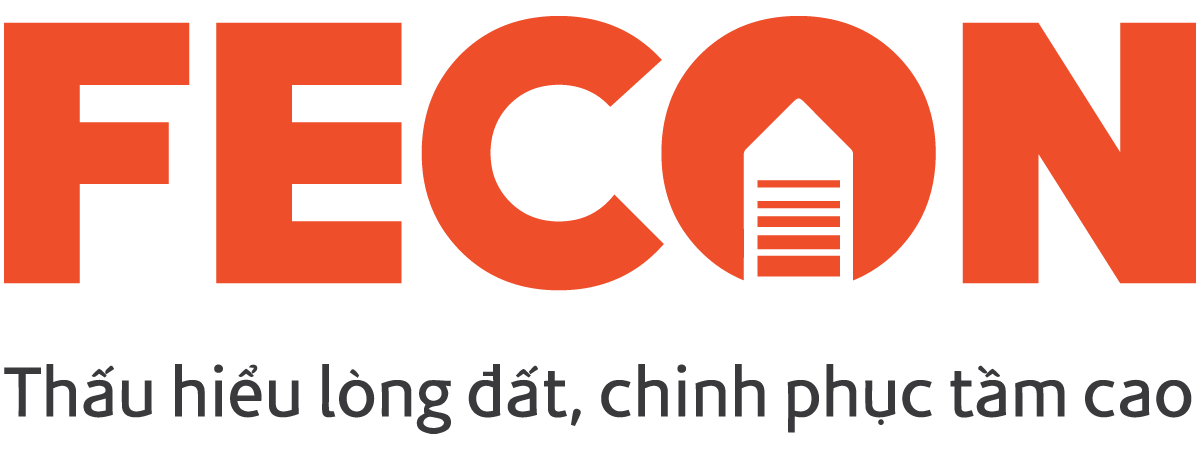 FECON
Thấu hiểu lòng đất, chinh phục tầm cao